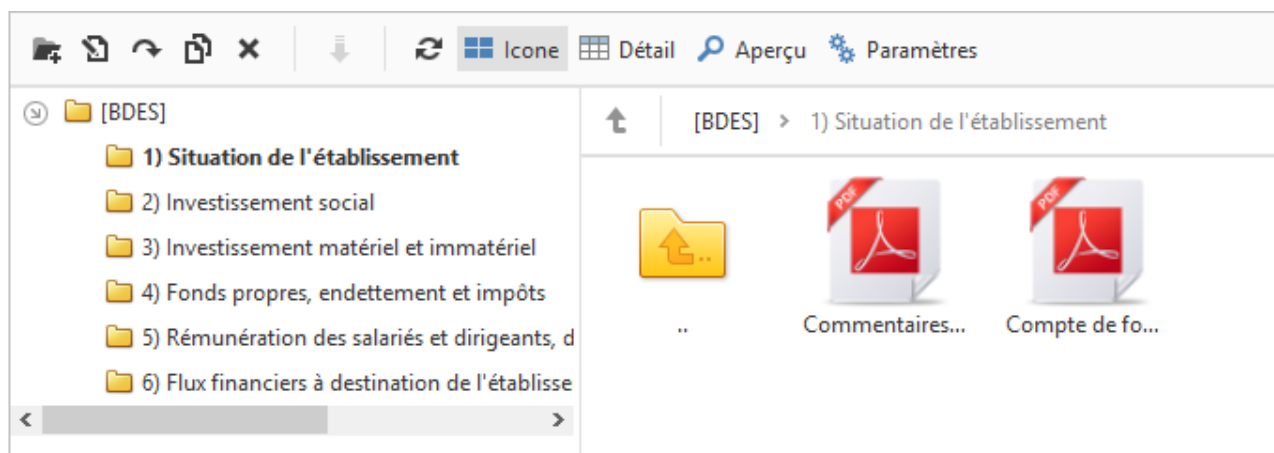 Icone Détail Aperçu Paramètres
[BDES]
1) Situation de l'établissement
2) Investissement social
3) Investissement matériel et immatériel
4) Fonds propres, endettement et impôts
5) Rémunération des salariés et dirigeants, d
6) Flux financiers à destination de l'établisse
[BDES] > 1) Situation de l'établissement
PDF PDF
.. Commentaires... Compte de fo...